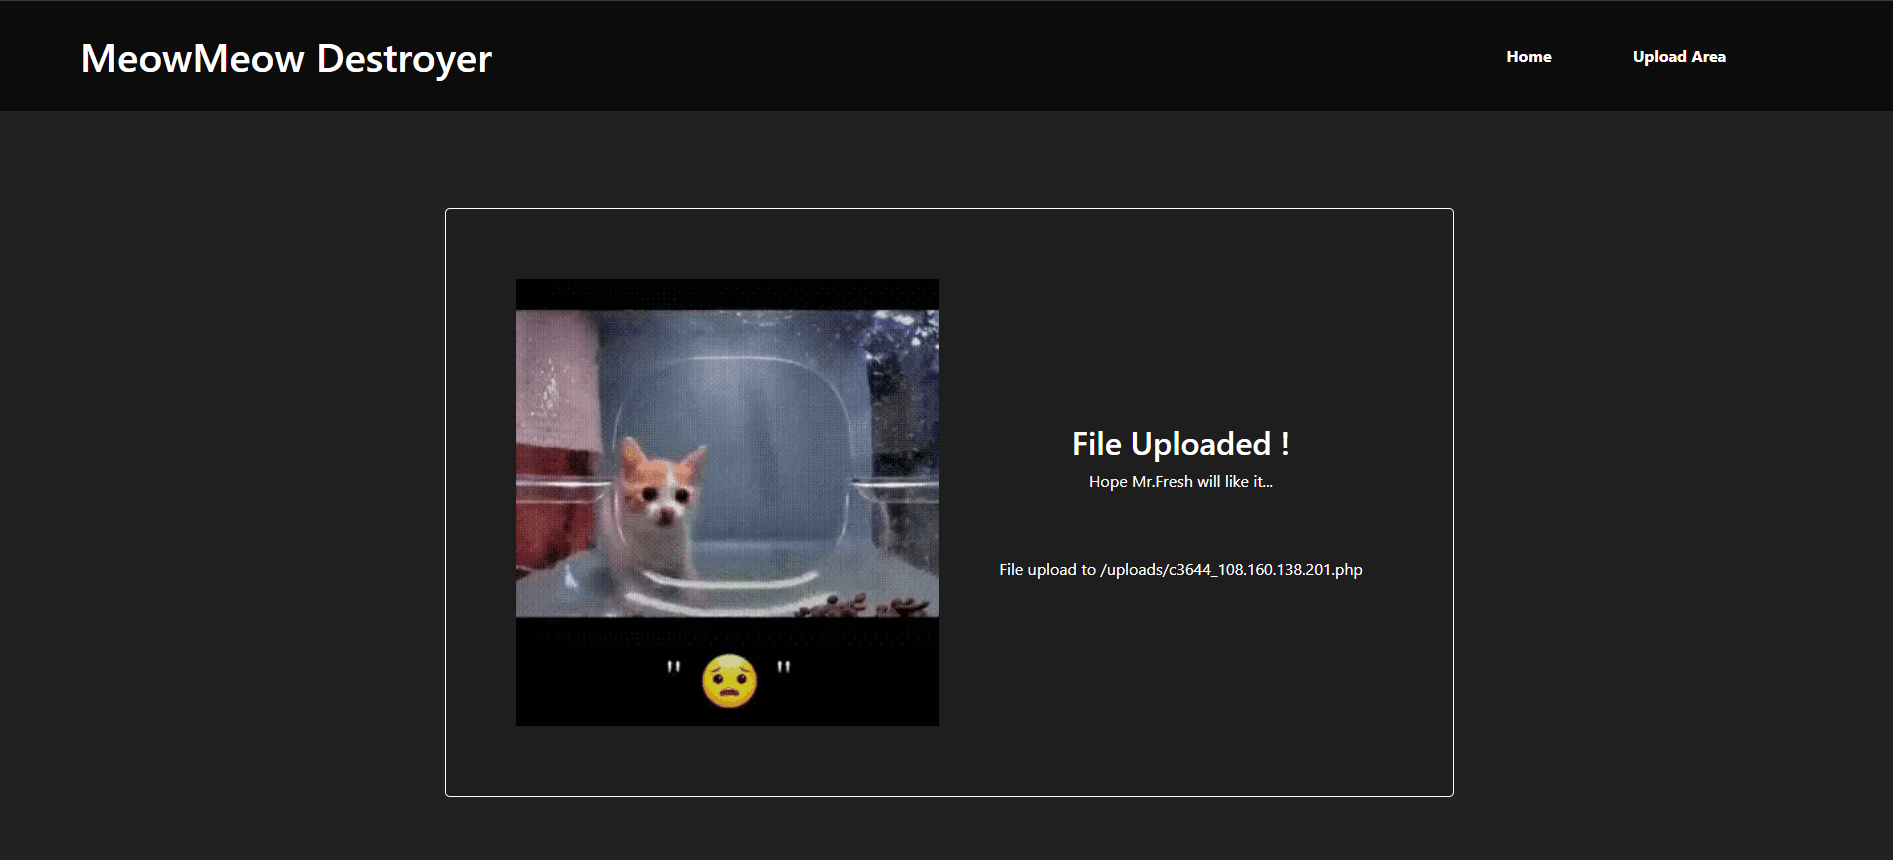 MeowMeow Destroyer
Home
Upload Area
File Uploaded !
Hope Mr.Fresh will like it...
File upload to /uploads/c3644_108.160.138.201.php
" 😟 "